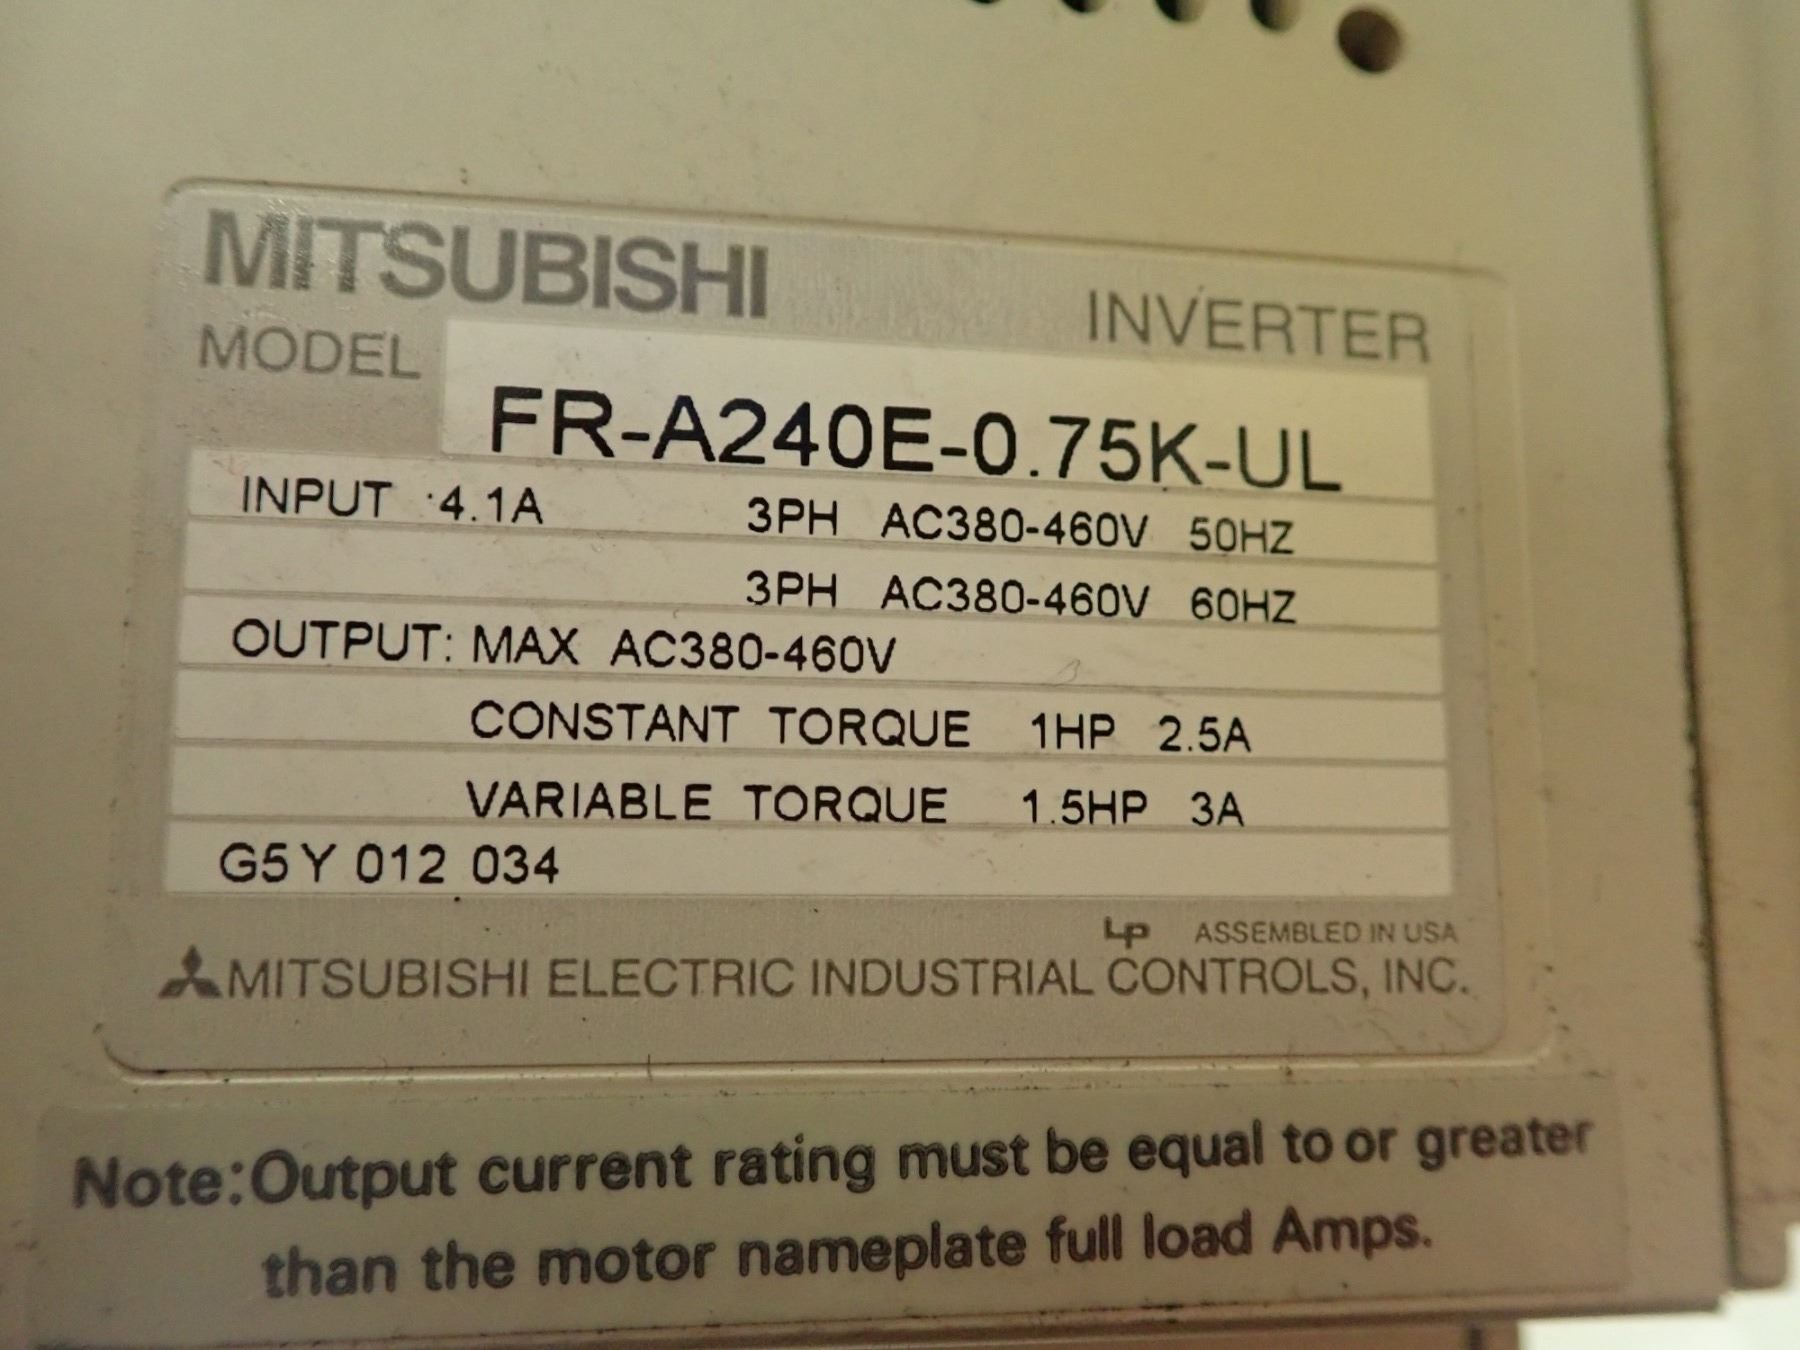 MITSUBISHI
INVERTER
MODEL FR-A240E-0.75K-UL
INPUT 4.1A 3PH AC380-460V 50HZ
3PH AC380-460V 60HZ
OUTPUT: MAX AC380-460V
CONSTANT TORQUE 1HP 2.5A
VARIABLE TORQUE 1.5HP 3A
G5Y 012 034
LP ASSEMBLED IN USA
MITSUBISHI ELECTRIC INDUSTRIAL CONTROLS, INC.
Note:Output current rating must be equal to or greater
than the motor nameplate full load Amps.